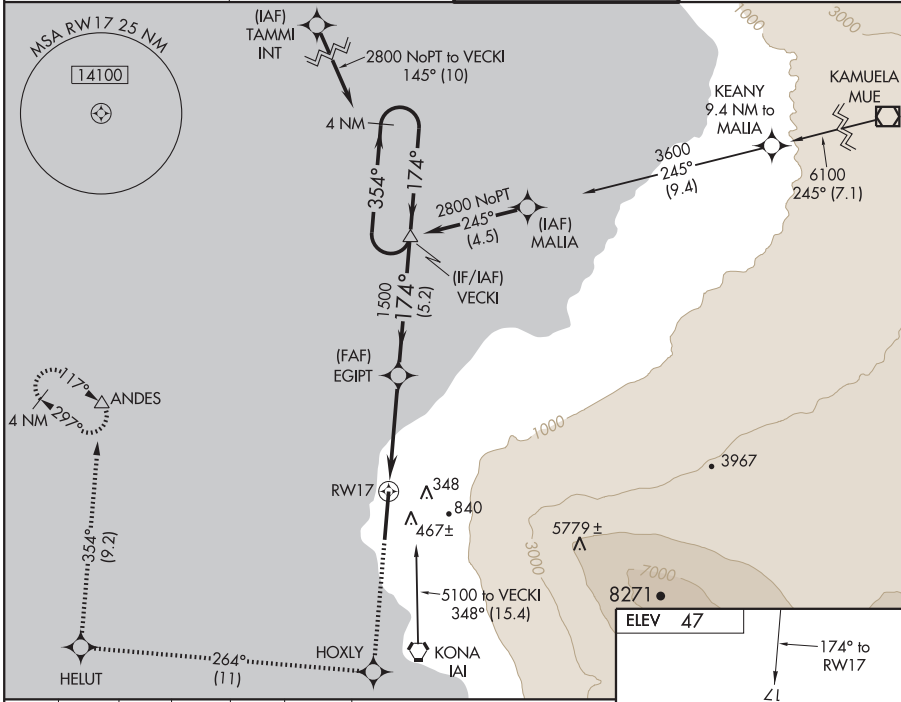 MSA RW17 25 NM
14100
(IAF)
TAMMI
INT
2800 NoPT to VECKI
145° (10)
4 NM
354°
174°
1000
3000
KEANY
9.4 NM to
MALIA
KAMUELA
MUE
3600
245°
(9.4)
6100
245° (7.1)
2800 NoPT
245°
(4.5)
(IAF)
MALIA
(IF/IAF)
VECKI
1500
174°
(5.2)
(FAF)
EGIPT
117°
ANDES
4 NM
297°
1000
3967
RW17
348
840
467±
5779±
3000
7000
8271
354°
(9.2)
5100 to VECKI
348° (15.4)
ELEV 47
174° to
RW17
17
HELUT
264°
(11)
HOXLY
KONA
IAI